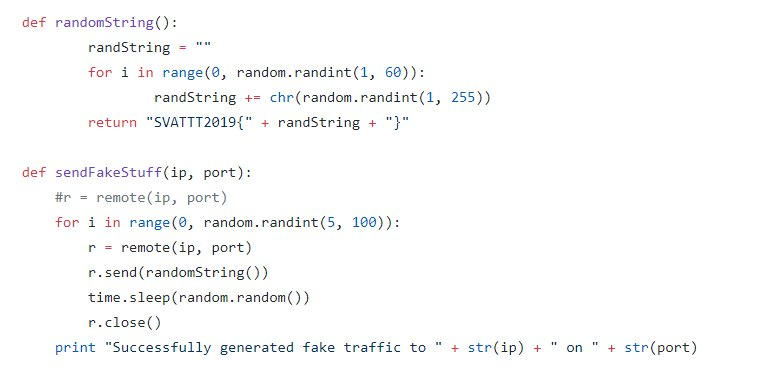 def randomString():
        randString = ""
        for i in range(0, random.randint(1, 60)):
                randString += chr(random.randint(1, 255))
        return "SVATTT2019{" + randString + "}"

def sendFakeStuff(ip, port):
    #r = remote(ip, port)
    for i in range(0, random.randint(5, 100)):
        r = remote(ip, port)
        r.send(randomString())
        time.sleep(random.random())
        r.close()
    print "Successfully generated fake traffic to " + str(ip) + " on " + str(port)